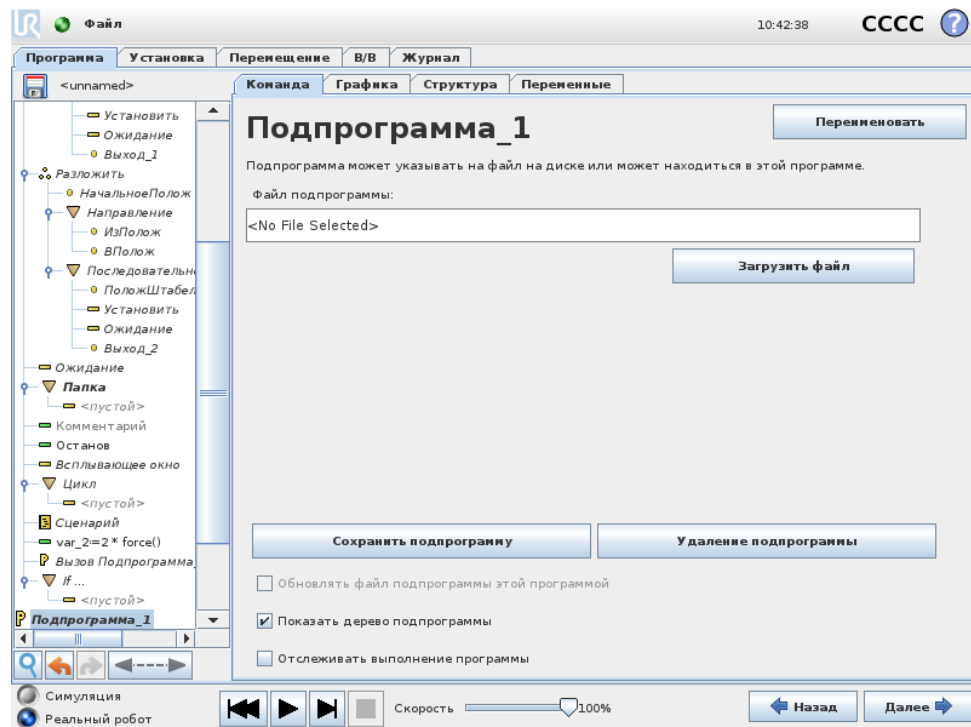 UR Файл 10:42:38 CCCC ?
Программа Установка Перемещение В/В Журнал
<unnamed>
Команда Графика Структура Переменные
Установить
Ожидание
Выход_1
Разложить
НачальноеПолож
Направление
ИзПолож
ВПолож
Последовательн
ПоложШтабел
Установить
Ожидание
Выход_2
Ожидание
Папка
<пустой>
Комментарий
Останов
Всплывающее окно
Цикл
<пустой>
Сценарий
var_2:=2 * force()
Вызов Подпрограмма_
If ...
<пустой>
Подпрограмма_1
Подпрограмма_1
Переименовать
Подпрограмма может указывать на файл на диске или может находиться в этой программе.
Файл подпрограммы:
<No File Selected>
Загрузить файл
Сохранить подпрограмму Удаление подпрограммы
Обновлять файл подпрограммы этой программой
Показать дерево подпрограммы
Отслеживать выполнение программы
Симуляция
Реальный робот
Скорость 100%
Назад Далее